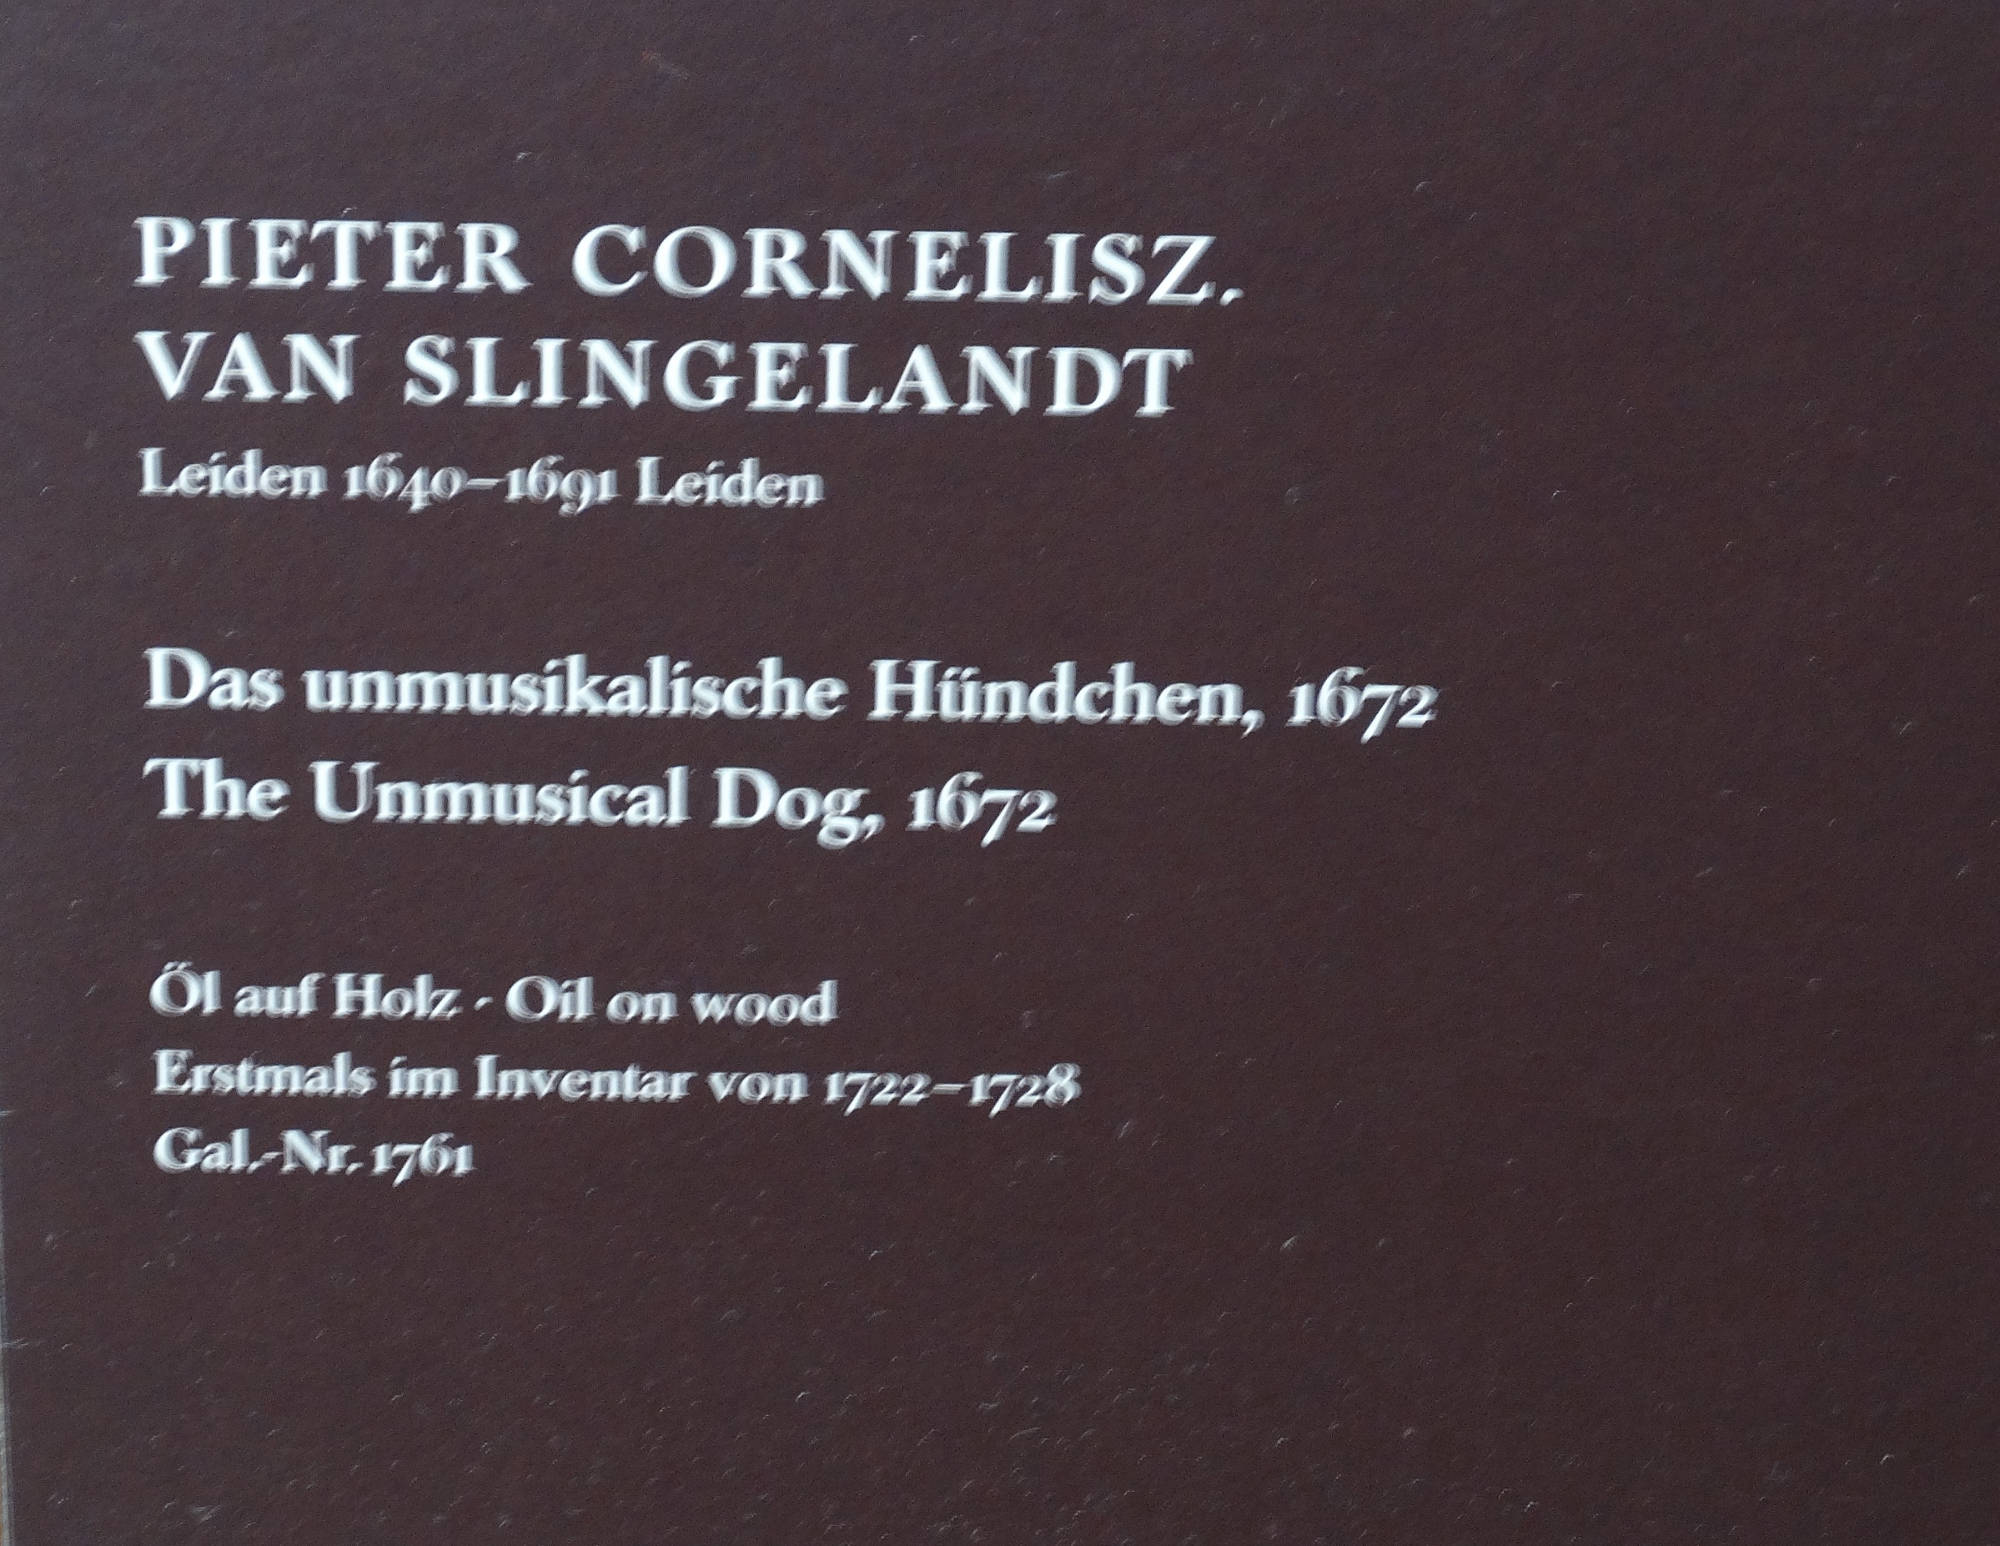 PIETER CORNELISZ.
VAN SLINGELANDT
Leiden 1640–1691 Leiden
Das unmusikalische Hündchen, 1672
The Unmusical Dog, 1672
Öl auf Holz · Oil on wood
Erstmals im Inventar von 1722–1728
Gal.-Nr. 1761